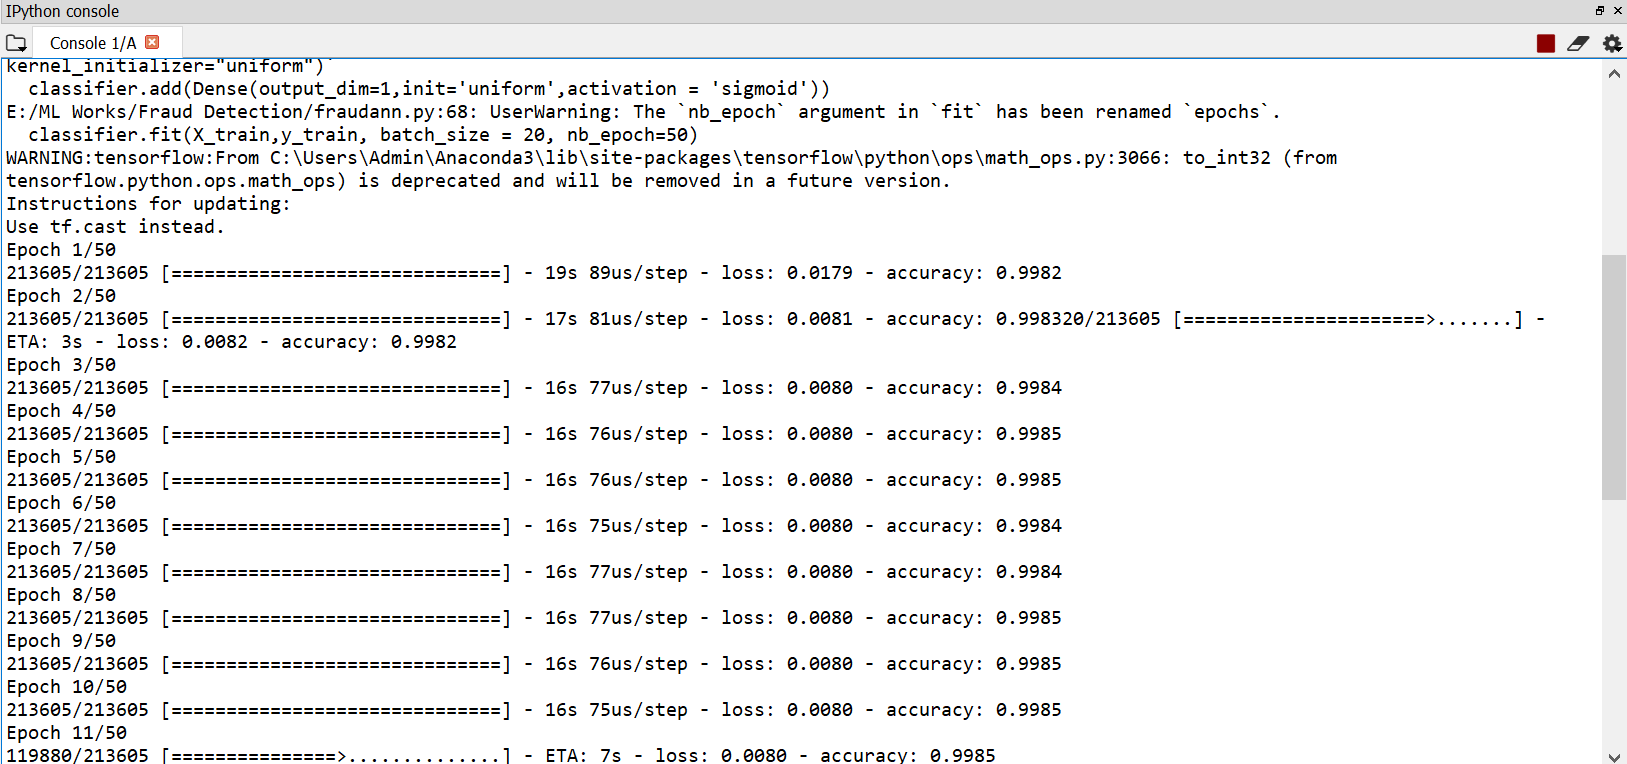 IPython console
Console 1/A
kernel_initializer="uniform")`
classifier.add(Dense(output_dim=1,init='uniform',activation = 'sigmoid'))
E:/ML Works/Fraud Detection/fraudann.py:68: UserWarning: The `nb_epoch` argument in `fit` has been renamed `epochs`.
classifier.fit(X_train,y_train, batch_size = 20, nb_epoch=50)
WARNING:tensorflow:From C:\Users\Admin\Anaconda3\lib\site-packages\tensorflow\python\ops\math_ops.py:3066: to_int32 (from
tensorflow.python.ops.math_ops) is deprecated and will be removed in a future version.
Instructions for updating:
Use tf.cast instead.
Epoch 1/50
213605/213605 [==============================] - 19s 89us/step - loss: 0.0179 - accuracy: 0.9982
Epoch 2/50
213605/213605 [==============================] - 17s 81us/step - loss: 0.0081 - accuracy: 0.998320/213605 [======================>.......] -
ETA: 3s - loss: 0.0082 - accuracy: 0.9982
Epoch 3/50
213605/213605 [==============================] - 16s 77us/step - loss: 0.0080 - accuracy: 0.9984
Epoch 4/50
213605/213605 [==============================] - 16s 76us/step - loss: 0.0080 - accuracy: 0.9985
Epoch 5/50
213605/213605 [==============================] - 16s 76us/step - loss: 0.0080 - accuracy: 0.9985
Epoch 6/50
213605/213605 [==============================] - 16s 75us/step - loss: 0.0080 - accuracy: 0.9984
Epoch 7/50
213605/213605 [==============================] - 16s 77us/step - loss: 0.0080 - accuracy: 0.9984
Epoch 8/50
213605/213605 [==============================] - 16s 77us/step - loss: 0.0080 - accuracy: 0.9985
Epoch 9/50
213605/213605 [==============================] - 16s 76us/step - loss: 0.0080 - accuracy: 0.9985
Epoch 10/50
213605/213605 [==============================] - 16s 75us/step - loss: 0.0080 - accuracy: 0.9985
Epoch 11/50
119880/213605 [===============>..............] - ETA: 7s - loss: 0.0080 - accuracy: 0.9985